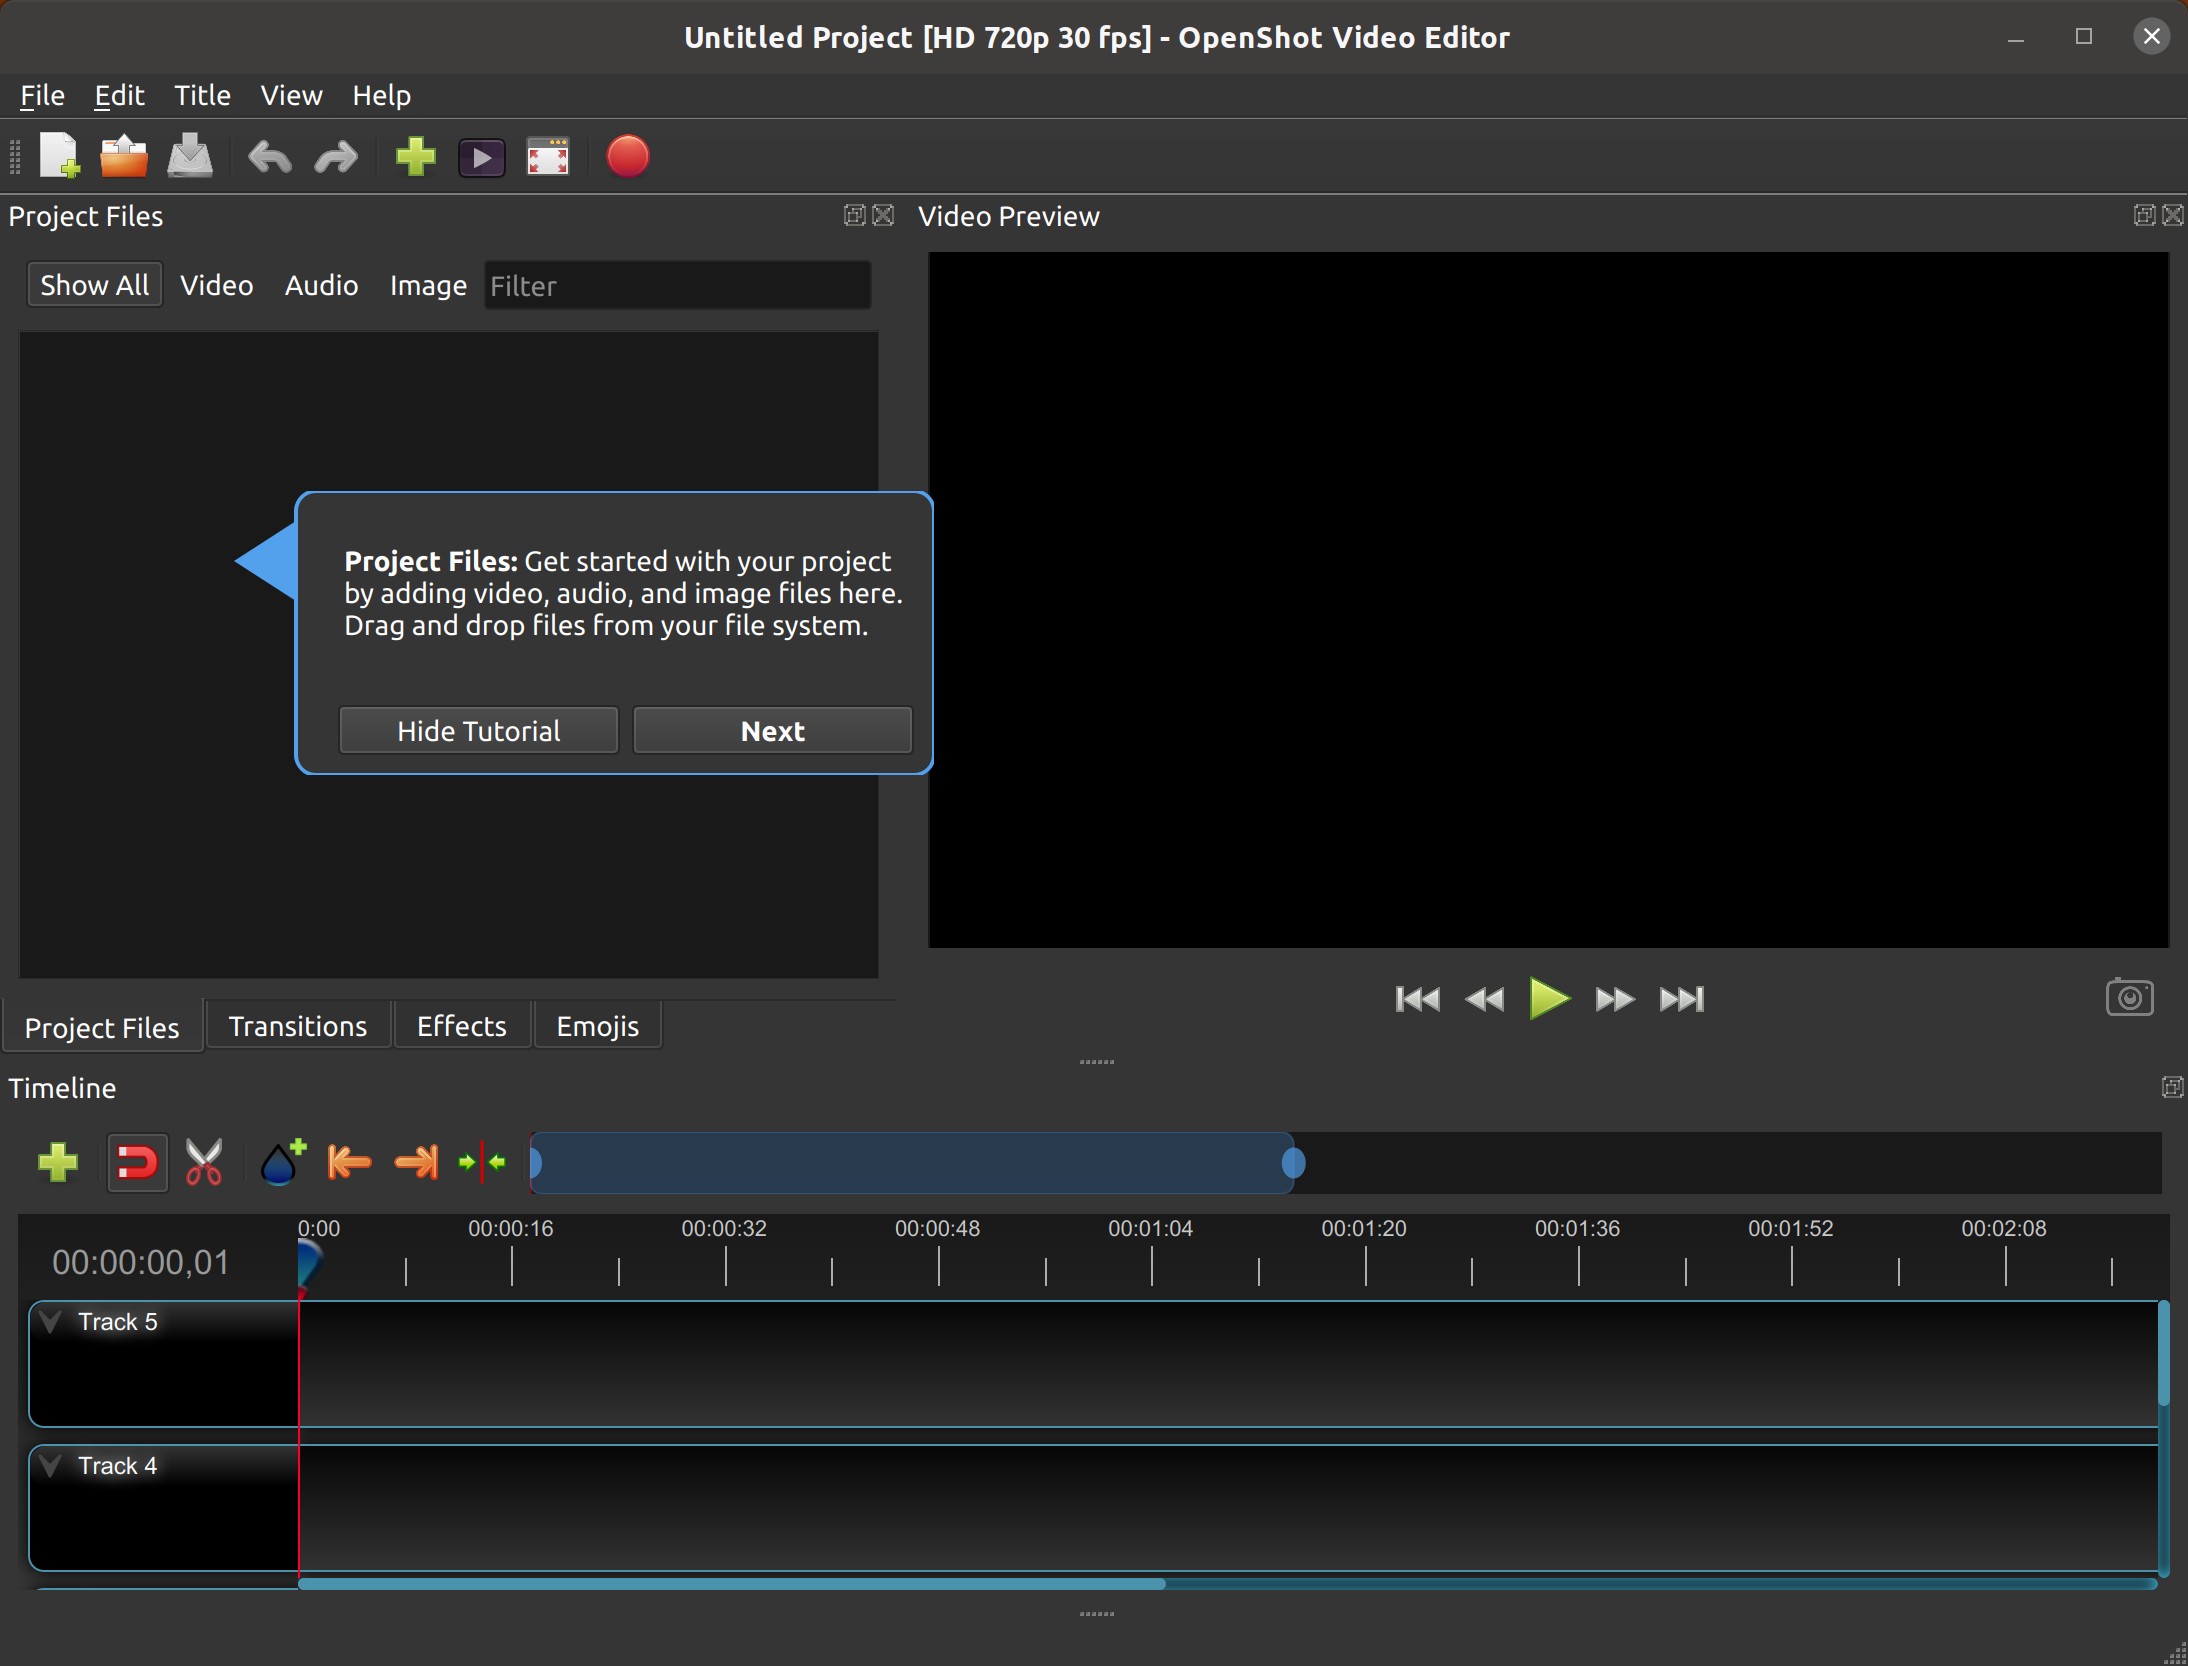 Untitled Project [HD 720p 30 fps] - OpenShot Video Editor
File Edit Title View Help
Project Files
Video Preview
Show All Video Audio Image Filter
Project Files: Get started with your project
by adding video, audio, and image files here.
Drag and drop files from your file system.
Hide Tutorial Next
Project Files Transitions Effects Emojis
Timeline
0:00 00:00:16 00:00:32 00:00:48 00:01:04 00:01:20 00:01:36 00:01:52 00:02:08
00:00:00,01
Track 5
Track 4